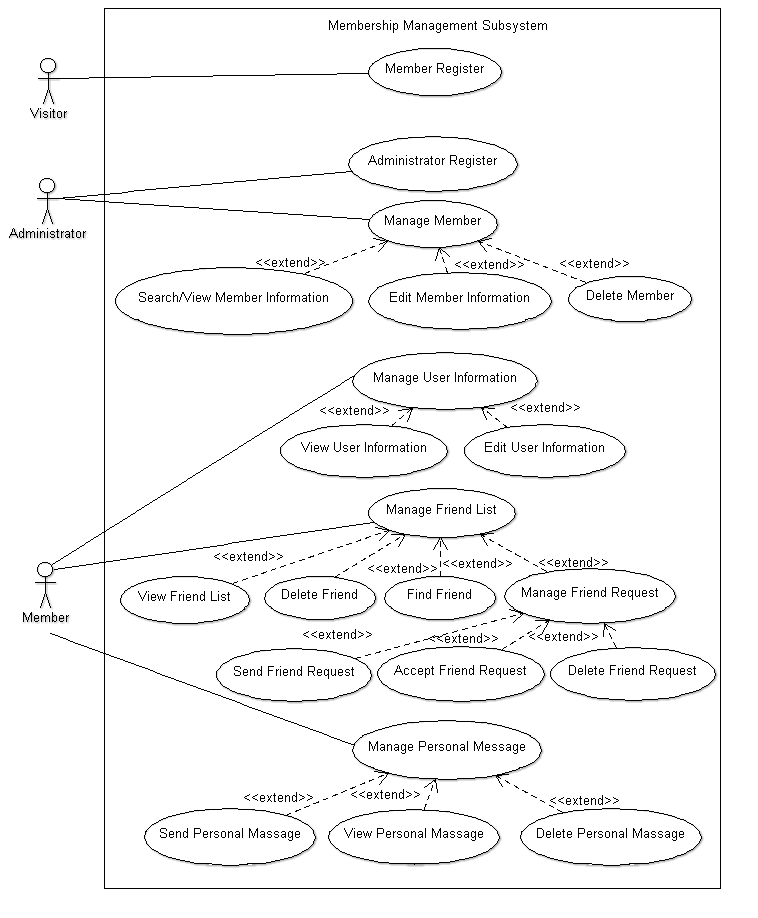 Membership Management Subsystem
Member Register
Visitor
Administrator Register
Administrator
Manage Member
<<extend>>
<<extend>>
<<extend>>
Search/View Member Information
Edit Member Information
Delete Member
Manage User Information
<<extend>>
<<extend>>
View User Information
Edit User Information
Manage Friend List
<<extend>>
<<extend>>
<<extend>>
<<extend>>
View Friend List
Delete Friend
Find Friend
Manage Friend Request
Member
<<extend>>
<<extend>>
<<extend>>
Send Friend Request
Accept Friend Request
Delete Friend Request
Manage Personal Message
<<extend>>
<<extend>>
<<extend>>
Send Personal Massage
View Personal Massage
Delete Personal Massage